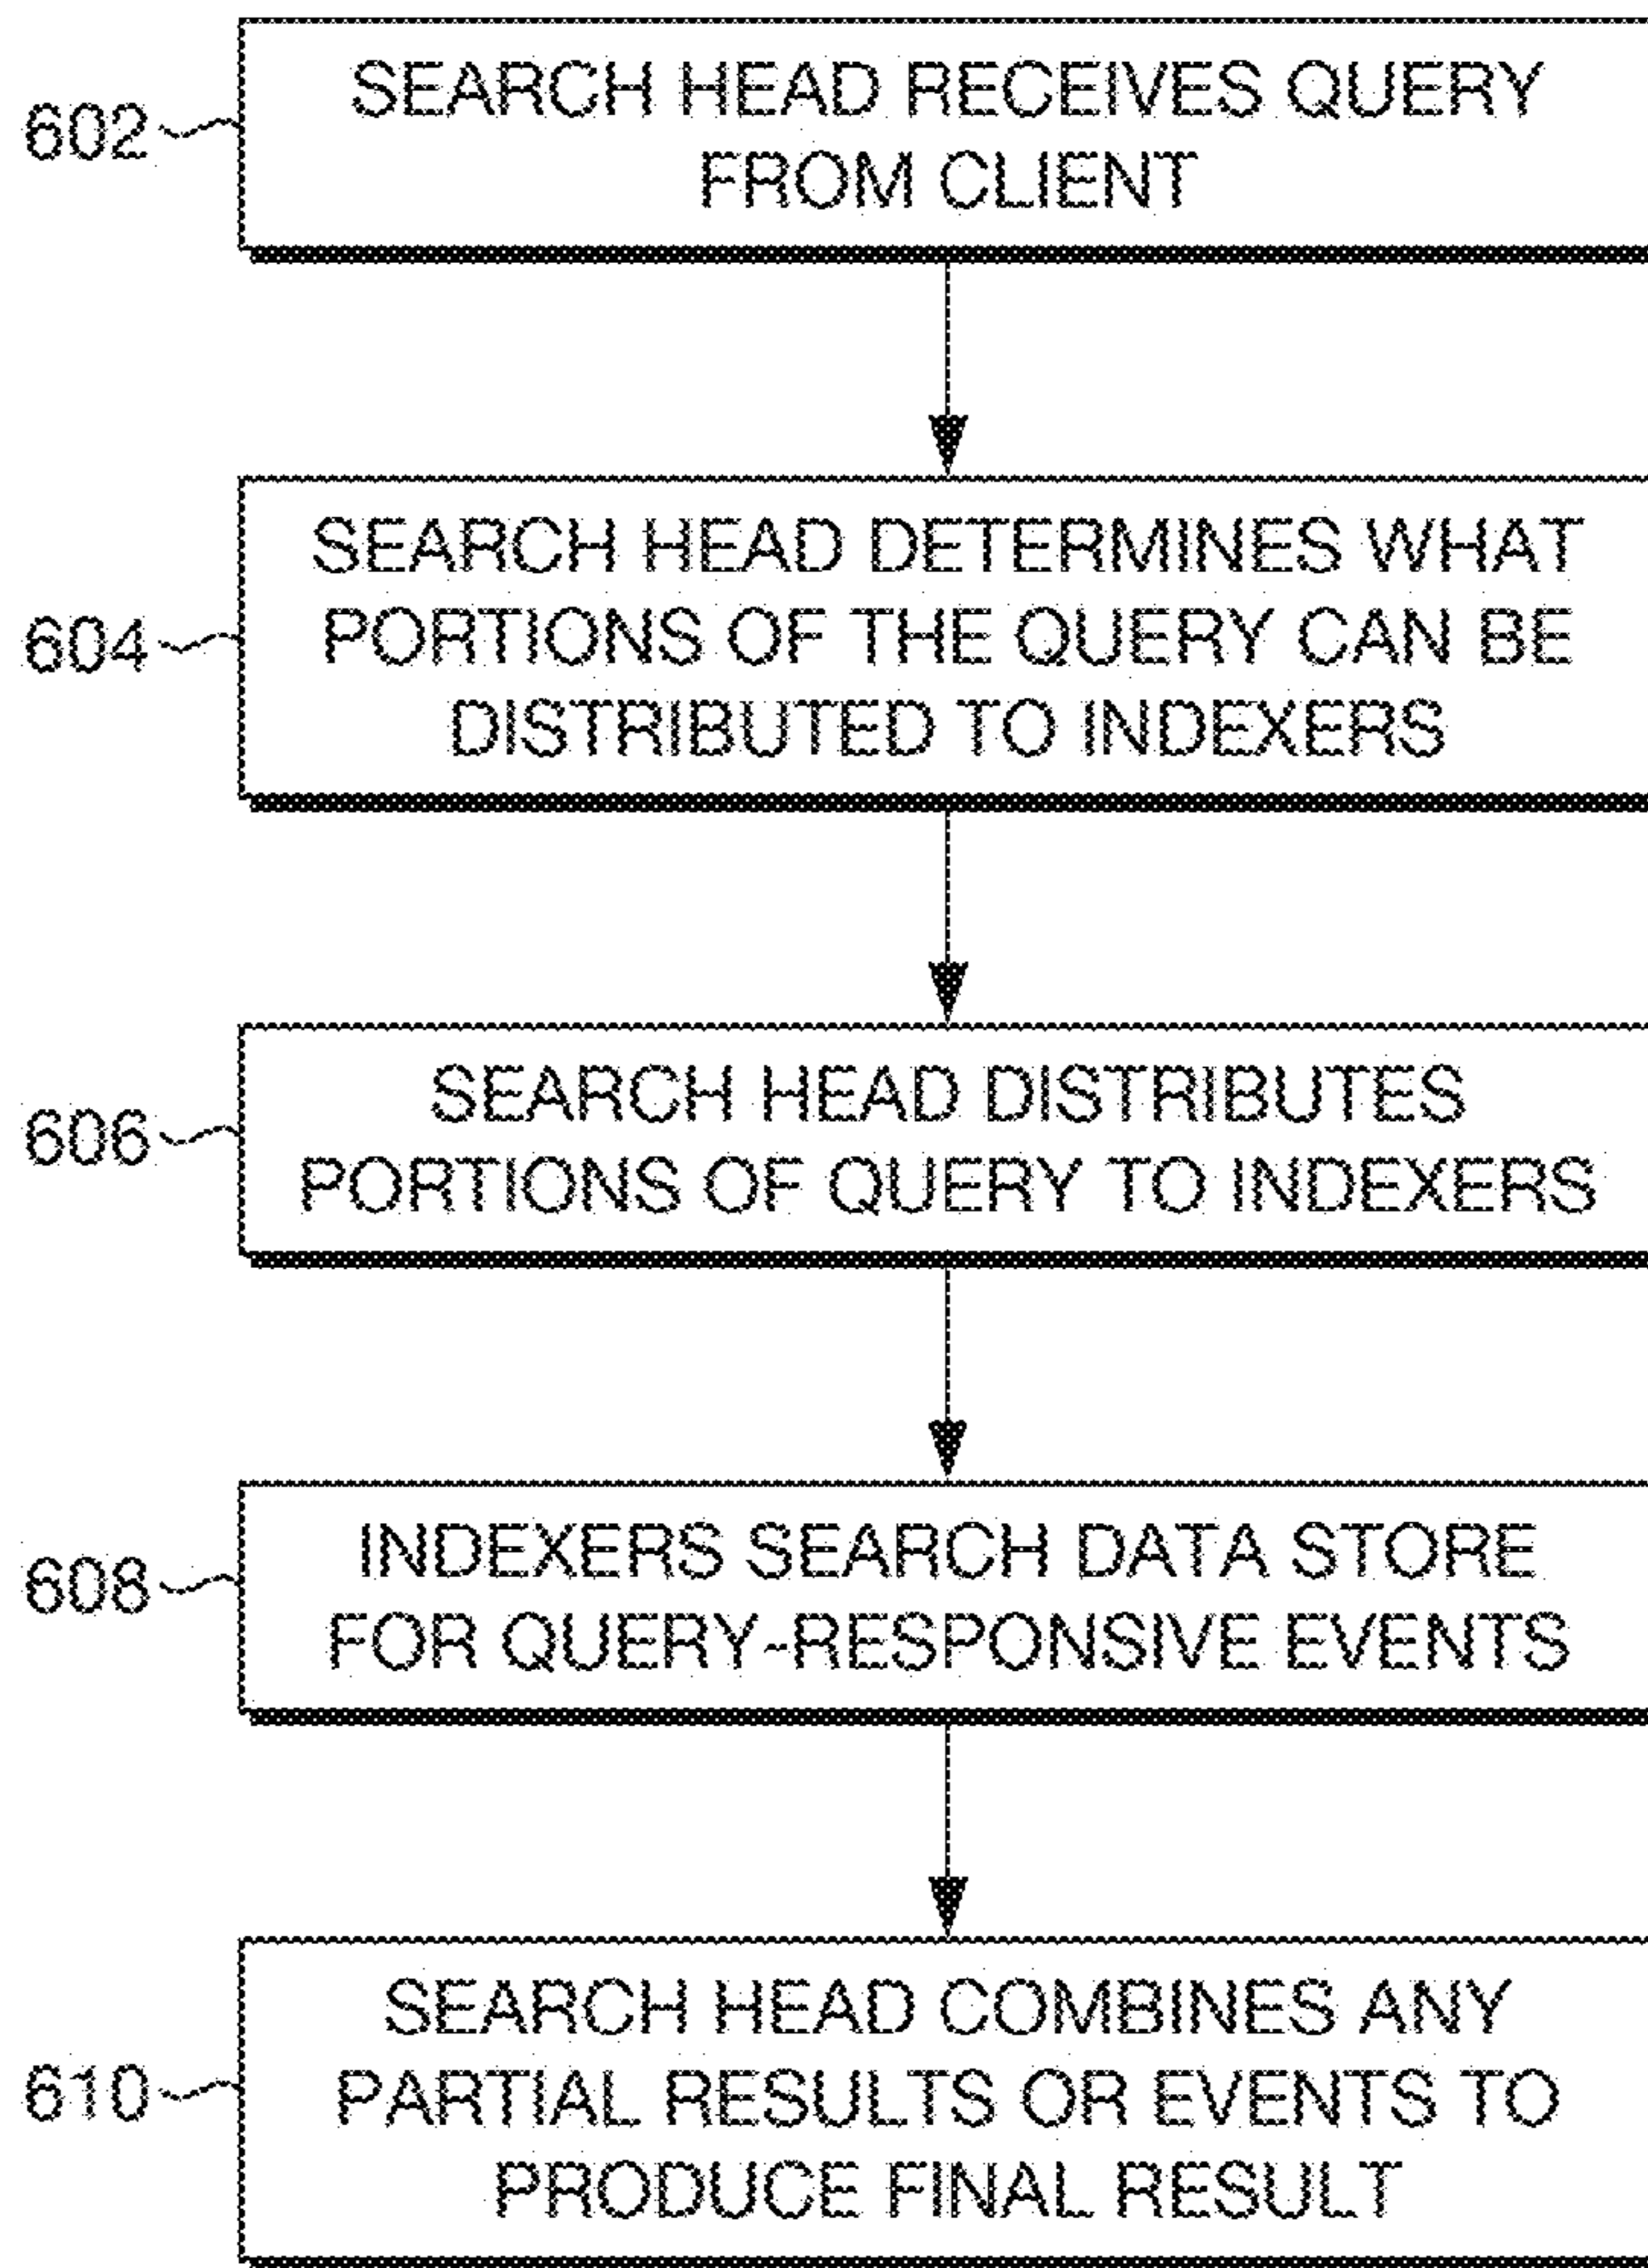 602
SEARCH HEAD RECEIVES QUERY
FROM CLIENT
604
SEARCH HEAD DETERMINES WHAT
PORTIONS OF THE QUERY CAN BE
DISTRIBUTED TO INDEXERS
606
SEARCH HEAD DISTRIBUTES
PORTIONS OF QUERY TO INDEXERS
608
INDEXERS SEARCH DATA STORE
FOR QUERY-RESPONSIVE EVENTS
610
SEARCH HEAD COMBINES ANY
PARTIAL RESULTS OR EVENTS TO
PRODUCE FINAL RESULT